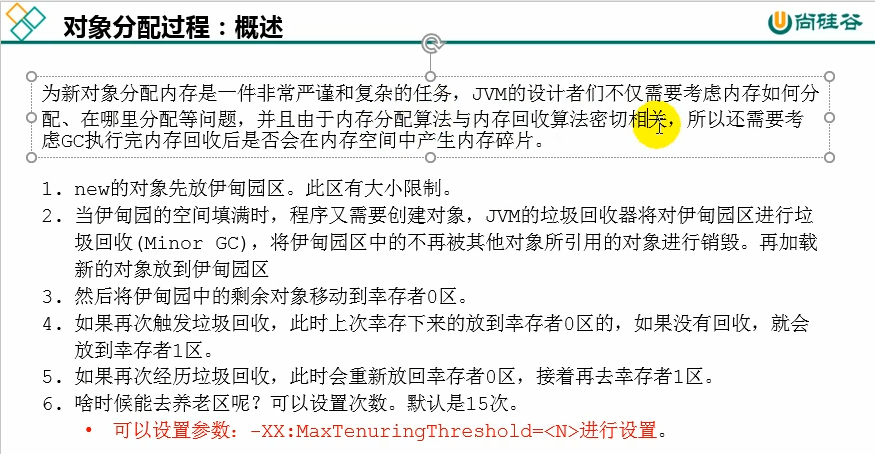 对象分配过程：概述
尚硅谷
为新对象分配内存是一件非常严谨和复杂的任务，JVM的设计者们不仅需要考虑内存如何分
配、在哪里分配等问题，并且由于内存分配算法与内存回收算法密切相关，所以还需要考
虑GC执行完内存回收后是否会在内存空间中产生内存碎片。
1. new的对象先放伊甸园区。此区有大小限制。
2. 当伊甸园的空间填满时，程序又需要创建对象，JVM的垃圾回收器将对伊甸园区进行垃
圾回收(Minor GC)，将伊甸园区中的不再被其他对象所引用的对象进行销毁。再加载
新的对象放到伊甸园区
3. 然后将伊甸园中的剩余对象移动到幸存者0区。
4. 如果再次触发垃圾回收，此时上次幸存下来的放到幸存者0区的，如果没有回收，就会
放到幸存者1区。
5. 如果再次经历垃圾回收，此时会重新放回幸存者0区，接着再去幸存者1区。
6. 啥时候能去养老区呢？可以设置次数。默认是15次。
• 可以设置参数：-XX:MaxTenuringThreshold=<N>进行设置。